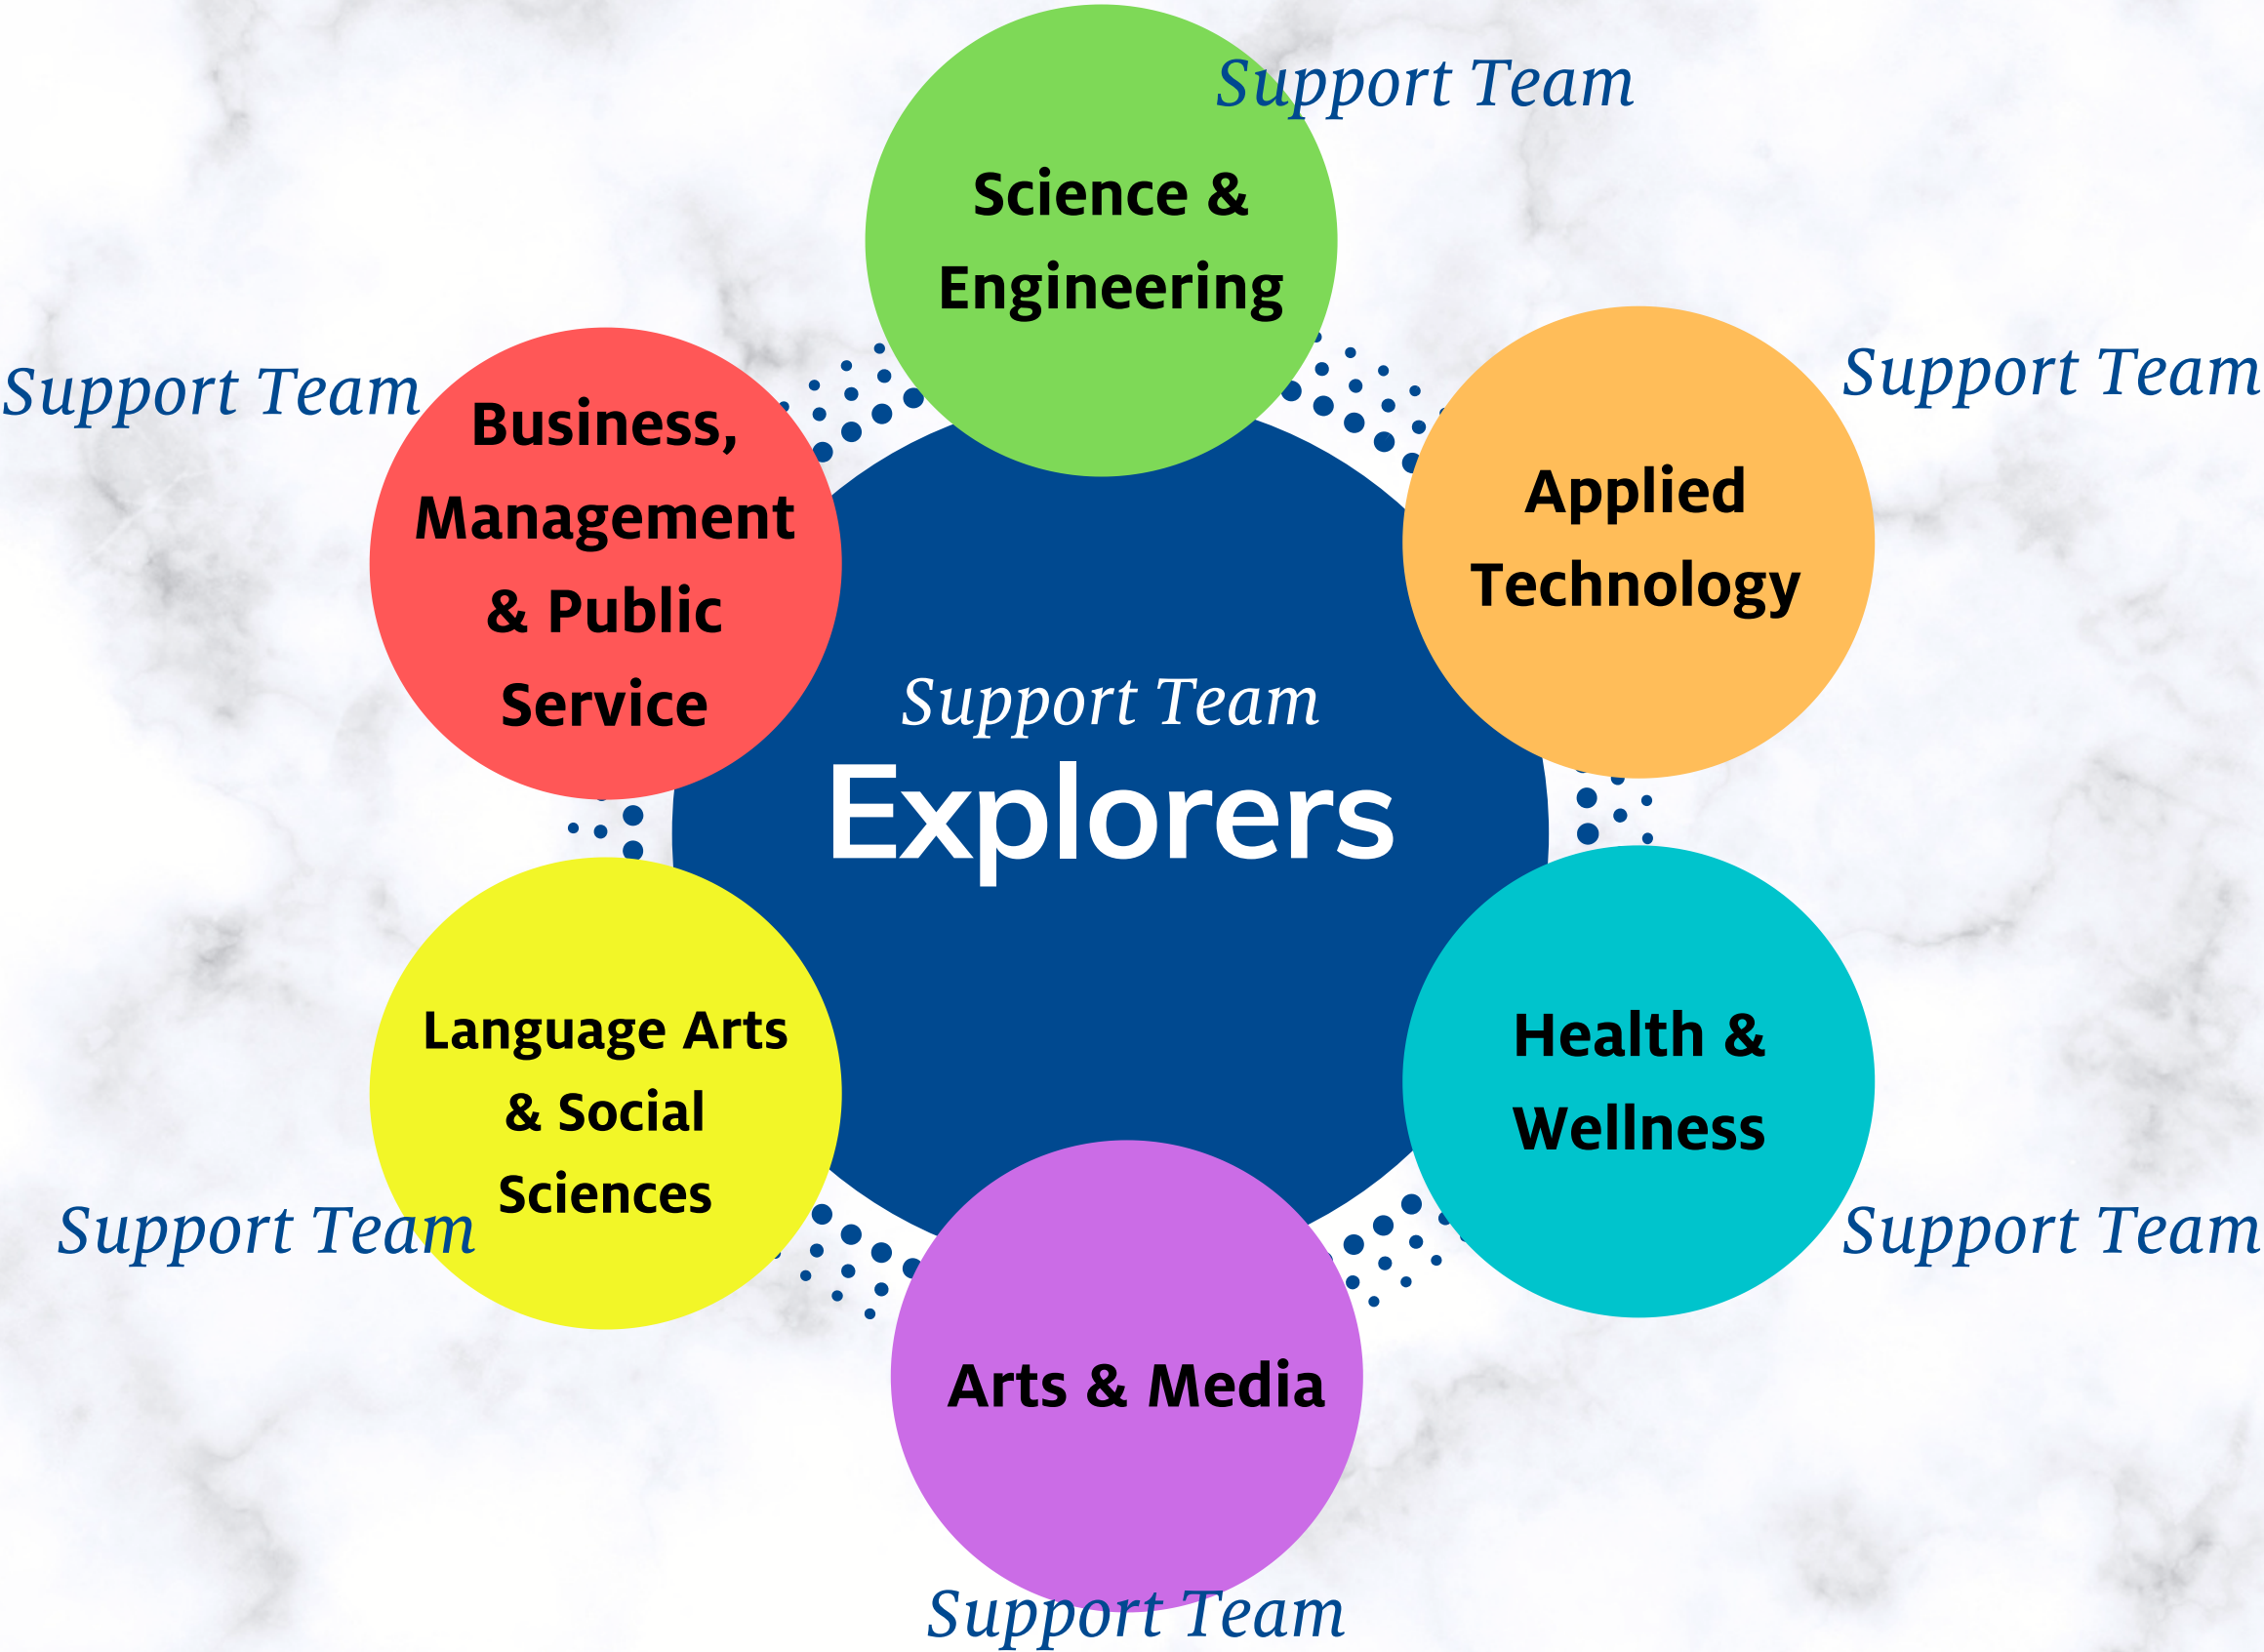 Support Team
Science &
Engineering
Support Team
Support Team
Business,
Management
& Public
Service
Applied
Technology
Support Team
Explorers
Language Arts
& Social
Sciences
Health &
Wellness
Support Team
Support Team
Arts & Media
Support Team